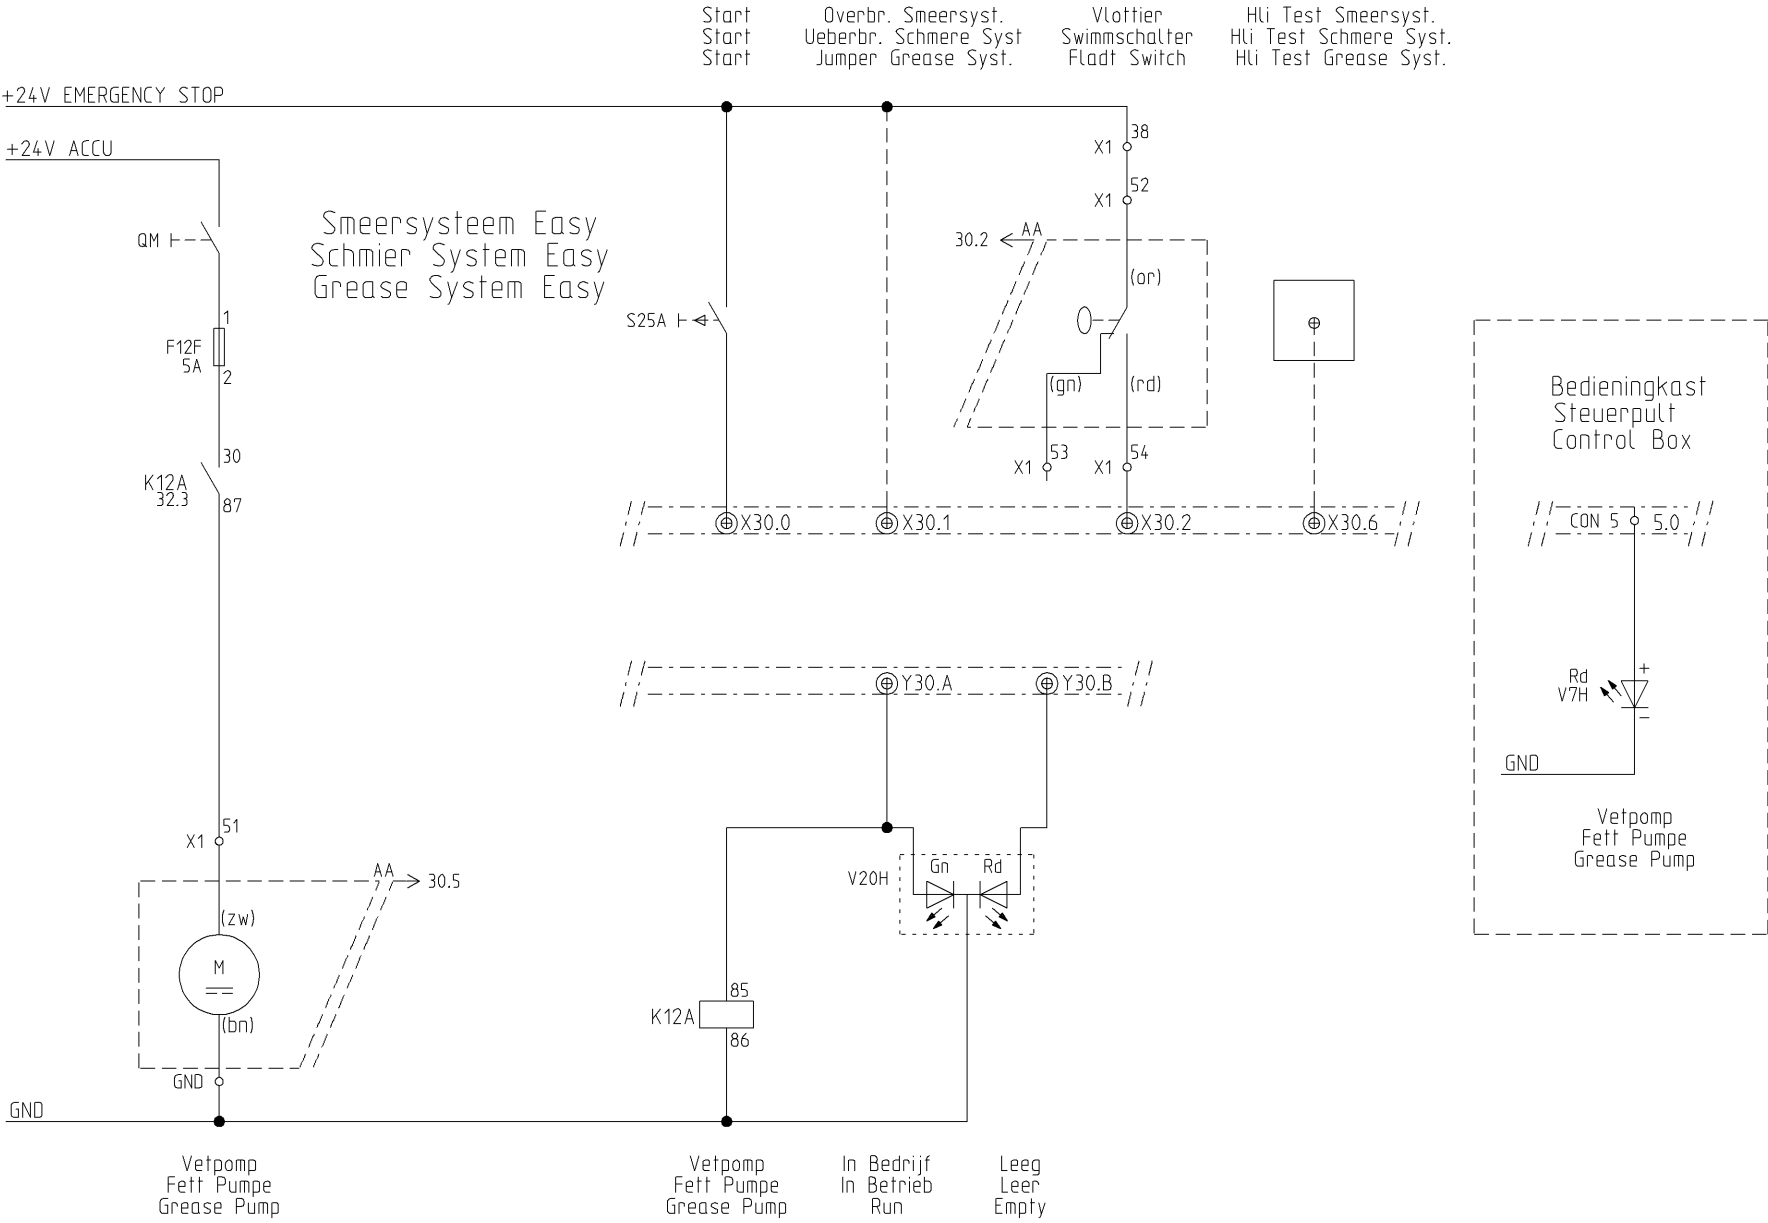 Start
Start
Start
Overbr. Smeersyst.
Ueberbr. Schmere Syst
Jumper Grease Syst.
Vlottier
Swimmschalter
Fladt Switch
Hli Test Smeersyst.
Hli Test Schmere Syst.
Hli Test Grease Syst.
+24V EMERGENCY STOP
+24V ACCU
38
X1
52
X1
Smeersysteem Easy
Schmier System Easy
Grease System Easy
QM
30.2
AA
(or)
1
F12F
5A
2
S25A
(gn)
(rd)
Bedieningkast
Steuerpult
Control Box
30
K12A
32.3
87
53
X1
54
X1
X30.0
X30.1
X30.2
X30.6
CON 5
5.0
Y30.A
Y30.B
Rd
V7H
+
-
GND
Vetpomp
Fett Pumpe
Grease Pump
51
X1
AA
30.5
(zw)
M
(bn)
GND
GND
V20H
Gn
Rd
85
K12A
86
Vetpomp
Fett Pumpe
Grease Pump
Vetpomp
Fett Pumpe
Grease Pump
In Bedrijf
In Betrieb
Run
Leeg
Leer
Empty